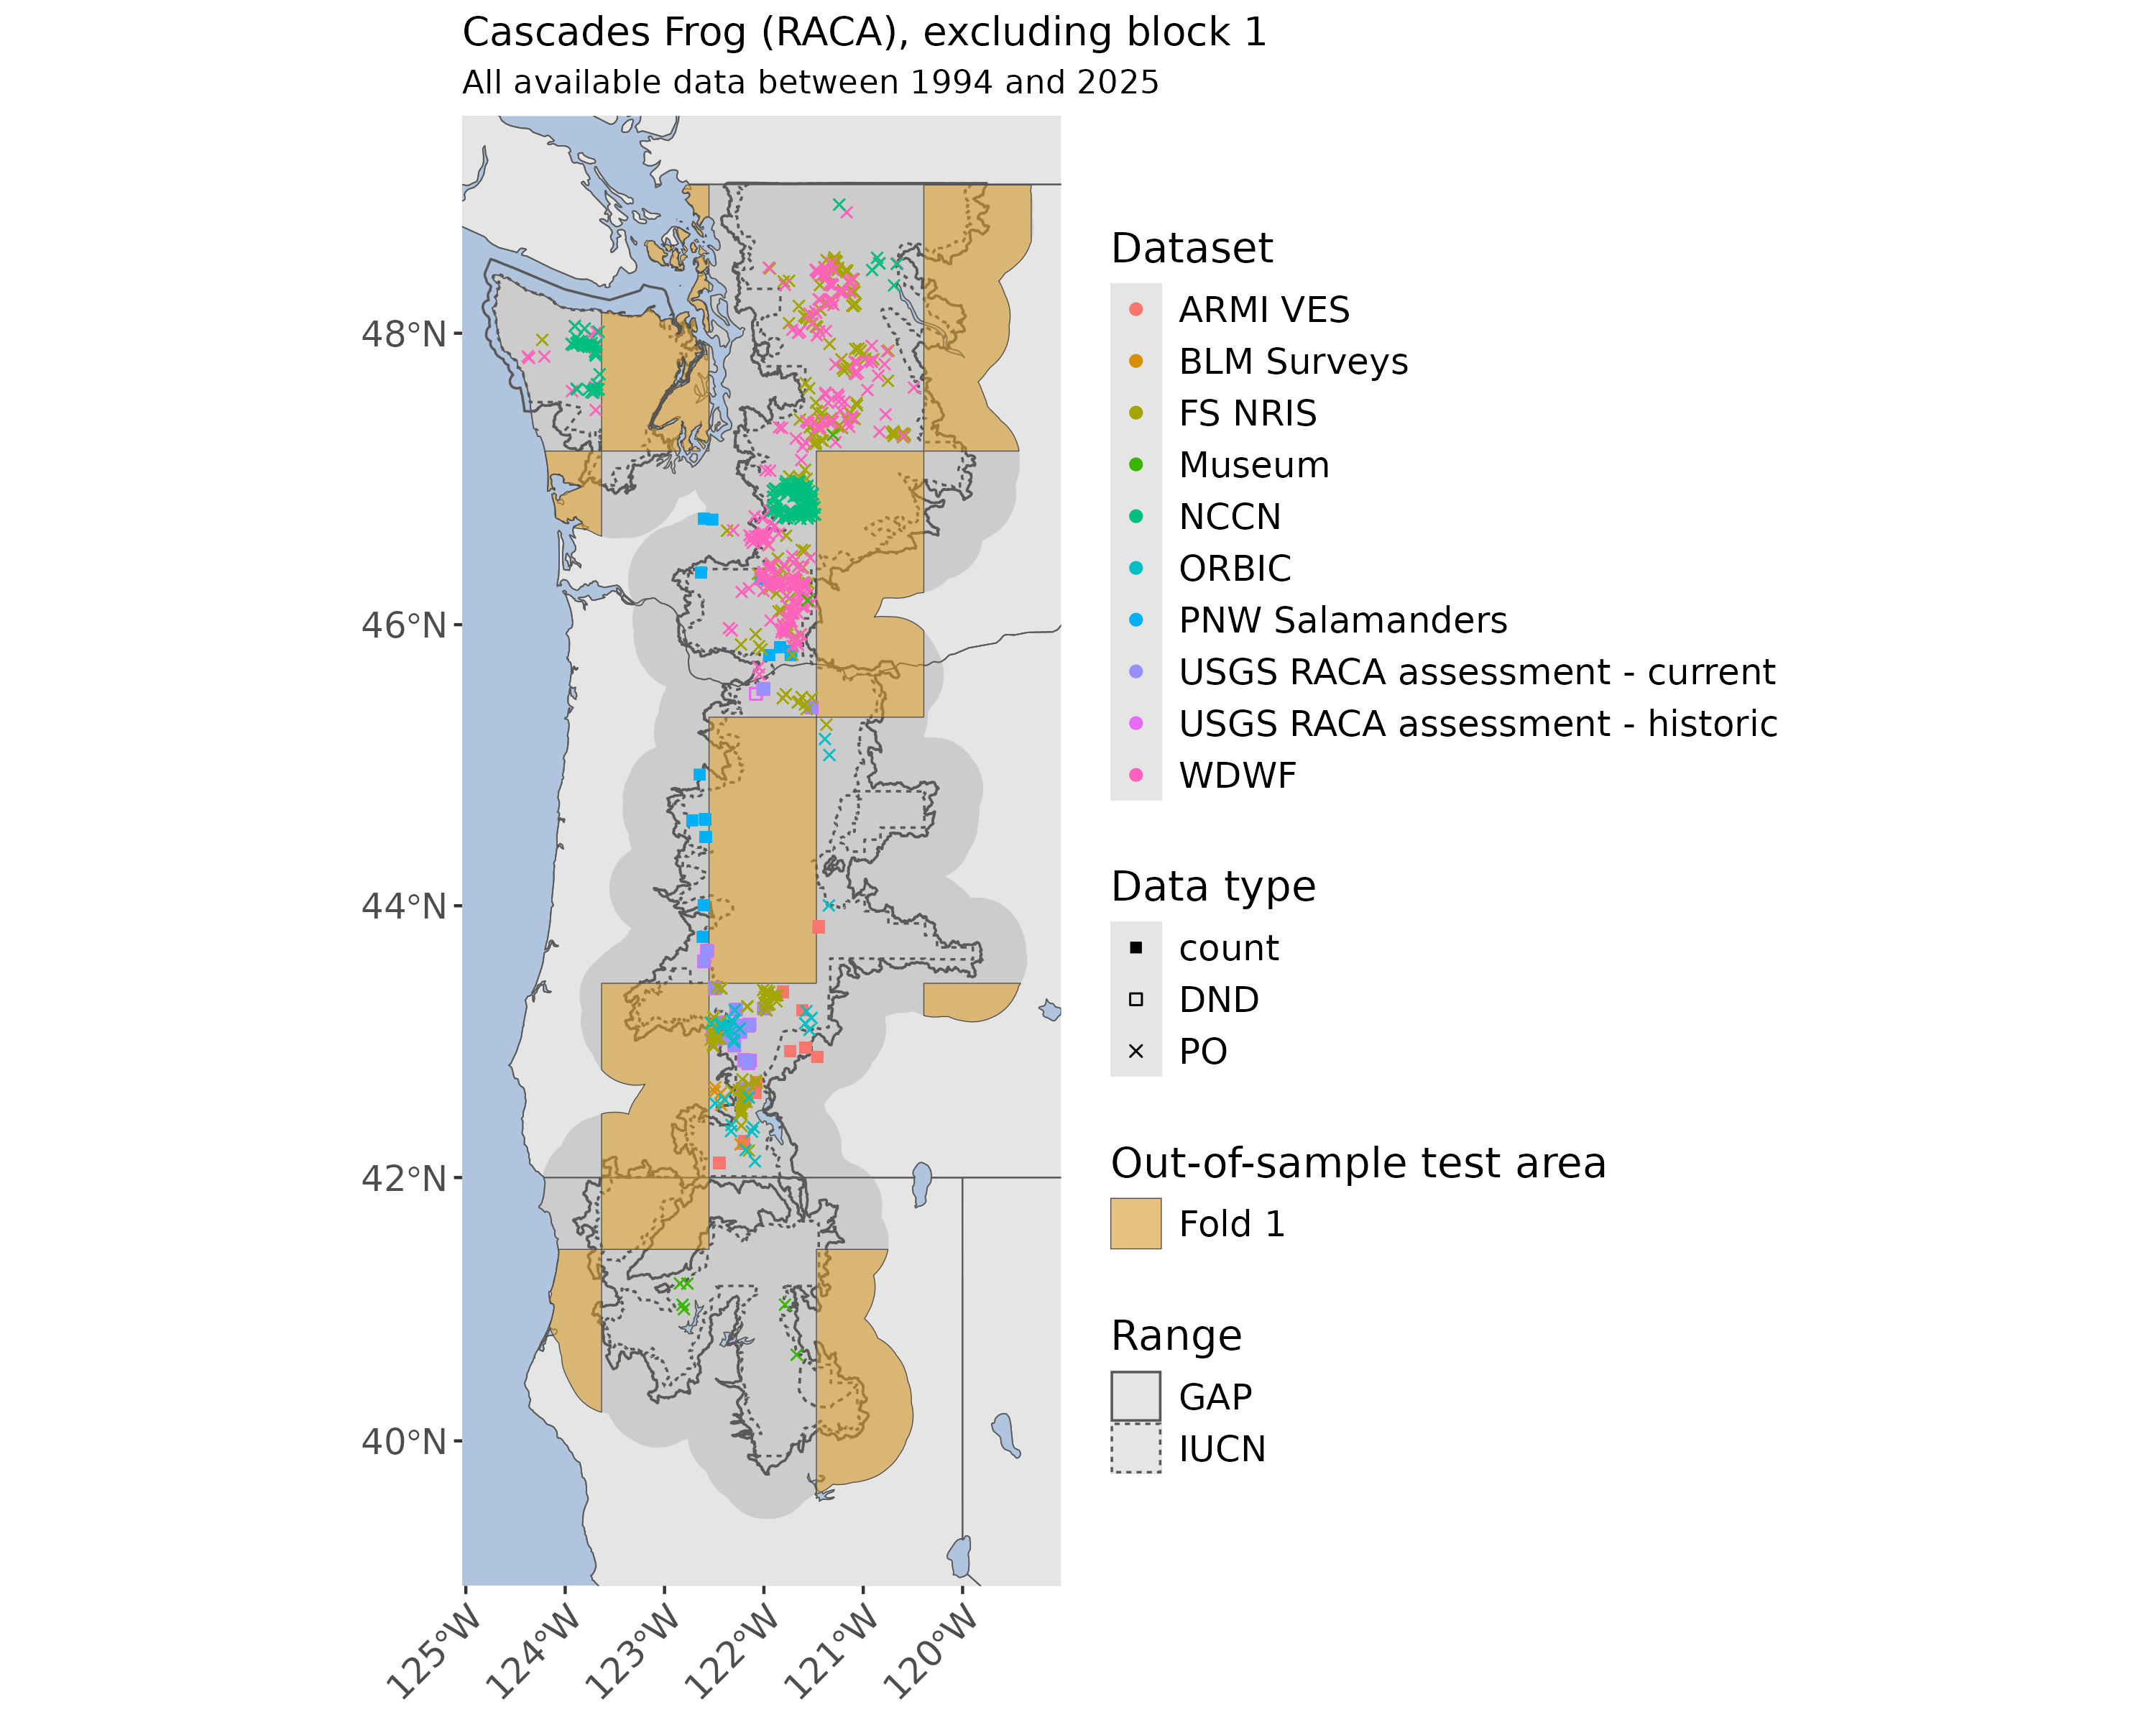 Cascades Frog (RACA), excluding block 1
All available data between 1994 and 2025
48°N
46°N
44°N
42°N
40°N
125°W
124°W
123°W
122°W
121°W
120°W
Dataset
ARMI VES
BLM Surveys
FS NRIS
Museum
NCCN
ORBIC
PNW Salamanders
USGS RACA assessment - current
USGS RACA assessment - historic
WDWF
Data type
count
DND
PO
Out-of-sample test area
Fold 1
Range
GAP
IUCN